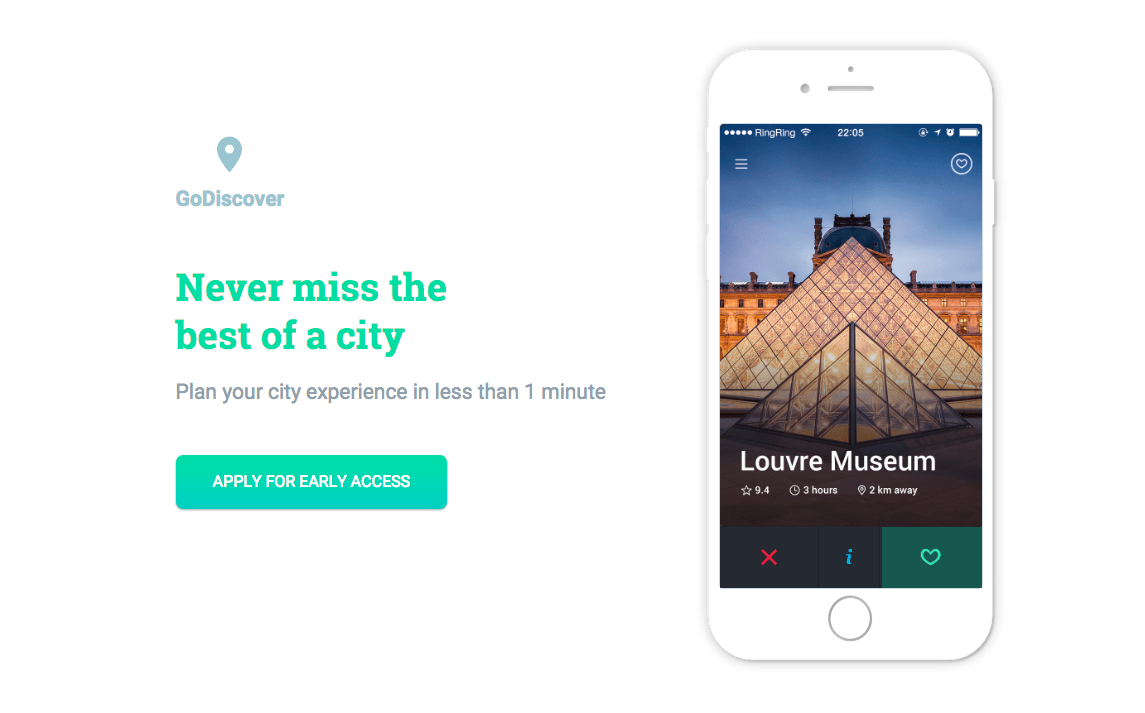 GoDiscover
Never miss the
best of a city
Plan your city experience in less than 1 minute
APPLY FOR EARLY ACCESS
RingRing
22:05
Louvre Museum
9.4 3 hours 2 km away
i